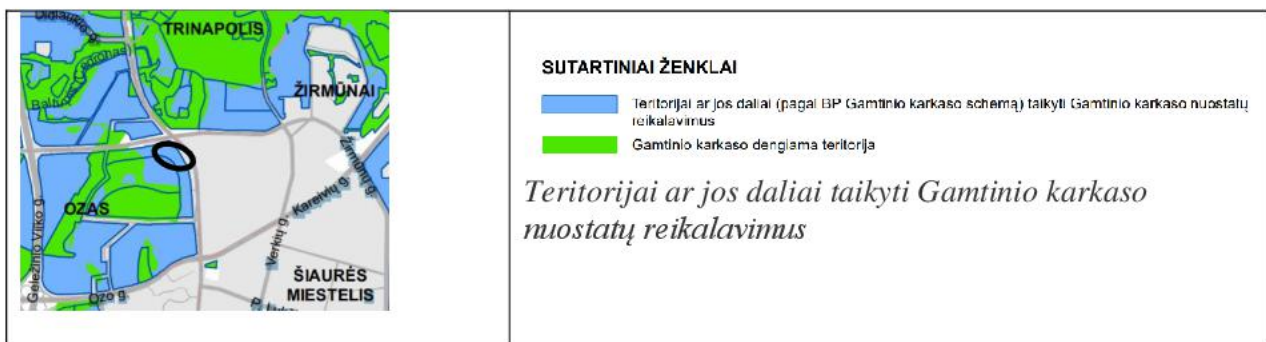 Didlaukio g.
TRINAPOLIS
ŽIRMŪNAI
Žirmūnų g.
Kareivių g.
OZAS
Geležinio Vilko g.
Verkių g.
ŠIAURĖS
MIESTELIS
Ozo g.
SUTARTINIAI ŽENKLAI
Teritorijai ar jos daliai (pagal BP Gamtinio karkaso schemą) taikyti Gamtinio karkaso nuostatų
reikalavimus
Gamtinio karkaso dengiama teritorija
Teritorijai ar jos daliai taikyti Gamtinio karkaso
nuostatų reikalavimus